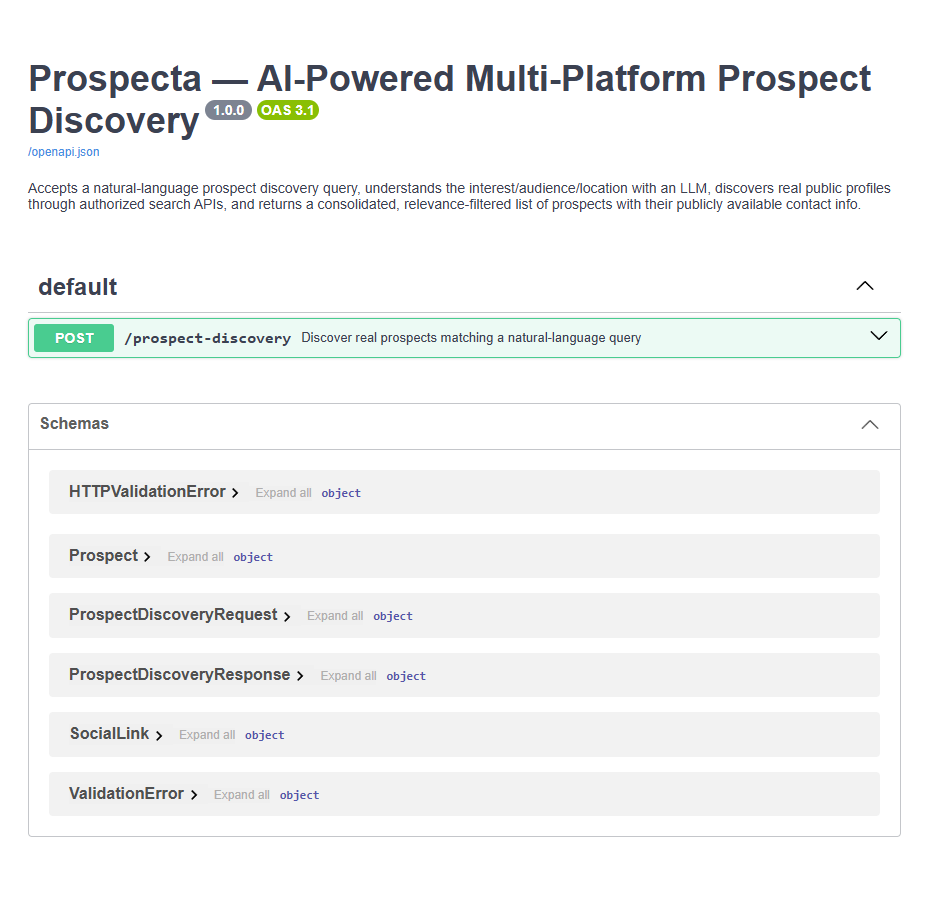 Prospecta — AI-Powered Multi-Platform Prospect
Discovery 1.0.0 OAS 3.1
/openapi.json
Accepts a natural-language prospect discovery query, understands the interest/audience/location with an LLM, discovers real public profiles
through authorized search APIs, and returns a consolidated, relevance-filtered list of prospects with their publicly available contact info.
default
POST /prospect-discovery Discover real prospects matching a natural-language query
Schemas
HTTPValidationError Expand all object
Prospect Expand all object
ProspectDiscoveryRequest Expand all object
ProspectDiscoveryResponse Expand all object
SocialLink Expand all object
ValidationError Expand all object